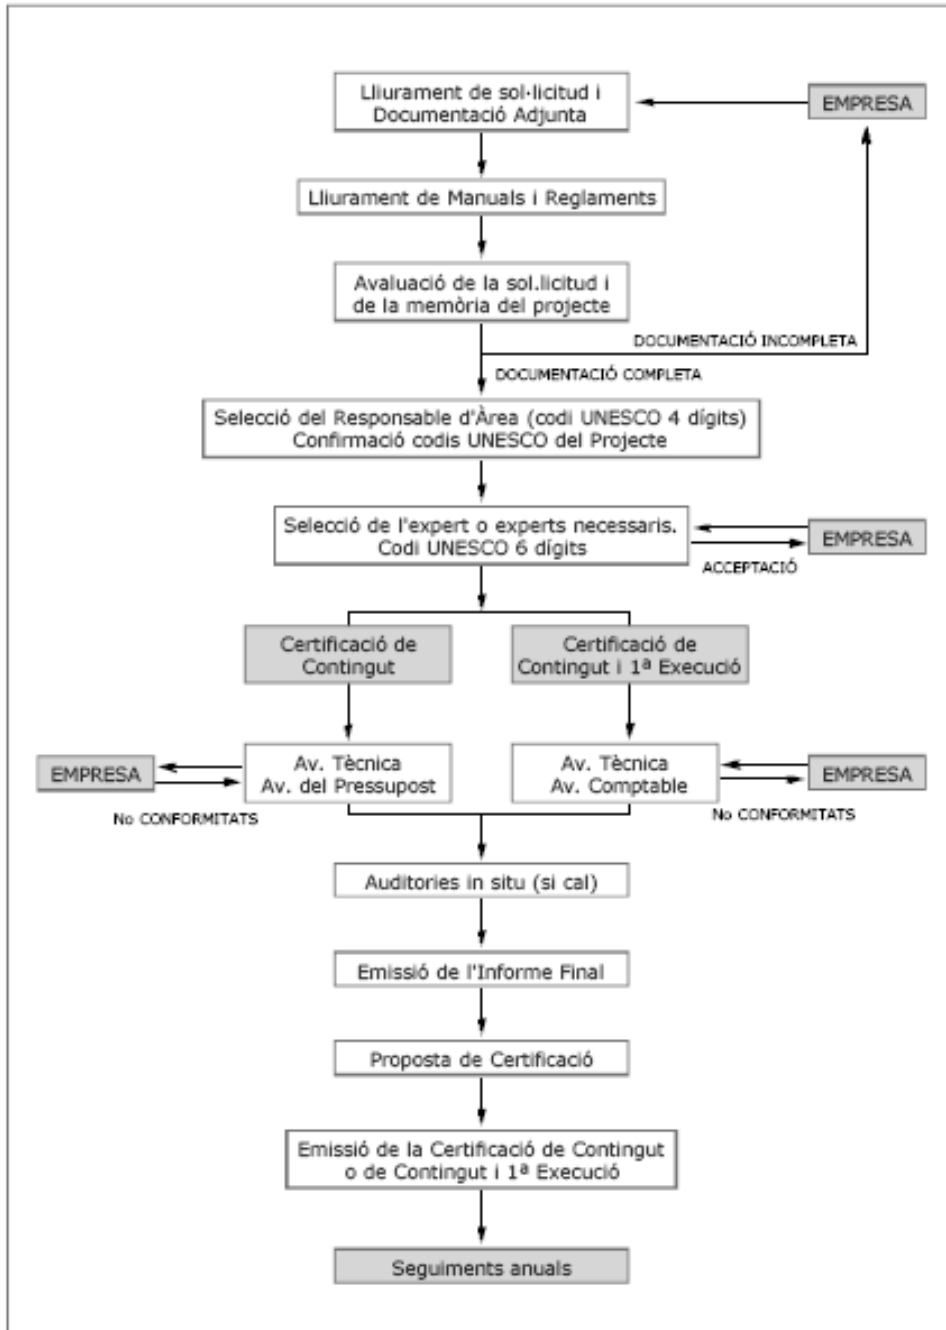 Lliurament de sol·licitud i
Documentació Adjunta
EMPRESA
Lliurament de Manuals i Reglaments
Avaluació de la sol.licitud i
de la memòria del projecte
DOCUMENTACIÓ INCOMPLETA
DOCUMENTACIÓ COMPLETA
Selecció del Responsable d'Àrea (codi UNESCO 4 dígits)
Confirmació codis UNESCO del Projecte
Selecció de l'expert o experts necessaris.
Codi UNESCO 6 dígits
EMPRESA
ACCEPTACIÓ
Certificació de
Contingut
Certificació de
Contingut i 1ª Execució
EMPRESA
Av. Tècnica
Av. del Pressupost
No CONFORMITATS
Av. Tècnica
Av. Comptable
EMPRESA
No CONFORMITATS
Auditories in situ (si cal)
Emissió de l'Informe Final
Proposta de Certificació
Emissió de la Certificació de Contingut
o de Contingut i 1ª Execució
Seguiments anuals